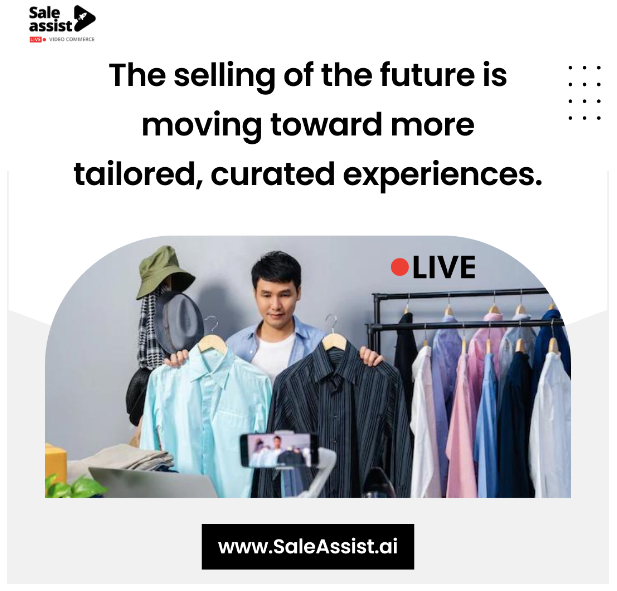 Sale
assist
LIVE VIDEO COMMERCE
The selling of the future is
moving toward more
tailored, curated experiences.
LIVE
www.SaleAssist.ai